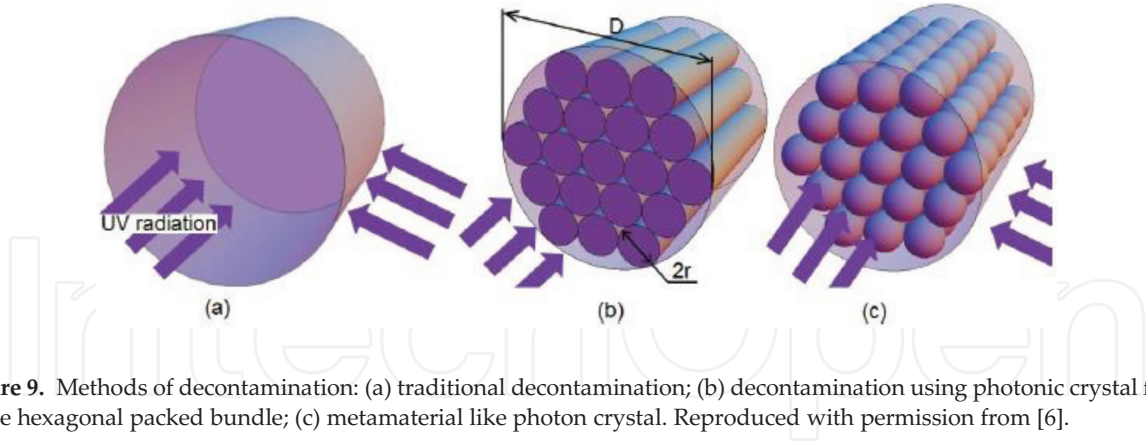 D
UV radiation
2r
(a)
(b)
(c)
IntechOpen
re 9. Methods of decontamination: (a) traditional decontamination; (b) decontamination using photonic crystal f
e hexagonal packed bundle; (c) metamaterial like photon crystal. Reproduced with permission from [6].